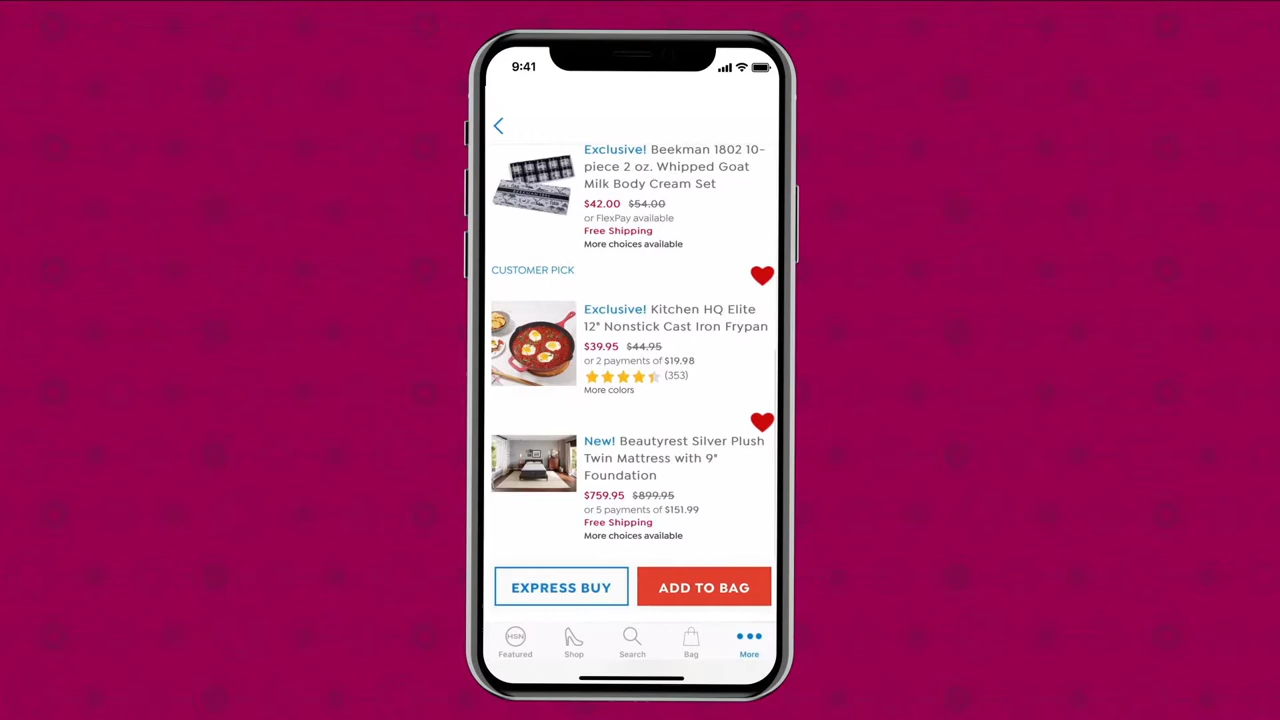 9:41
Exclusive! Beekman 1802 10-
piece 2 oz. Whipped Goat
Milk Body Cream Set
$42.00 $54.00
or FlexPay available
Free Shipping
More choices available
CUSTOMER PICK
Exclusive! Kitchen HQ Elite
12" Nonstick Cast Iron Frypan
$39.95 $44.95
or 2 payments of $19.98
(353)
More colors
New! Beautyrest Silver Plush
Twin Mattress with 9"
Foundation
$759.95 $899.95
or 5 payments of $151.99
Free Shipping
More choices available
EXPRESS BUY ADD TO BAG
HSN
Featured Shop Search Bag More